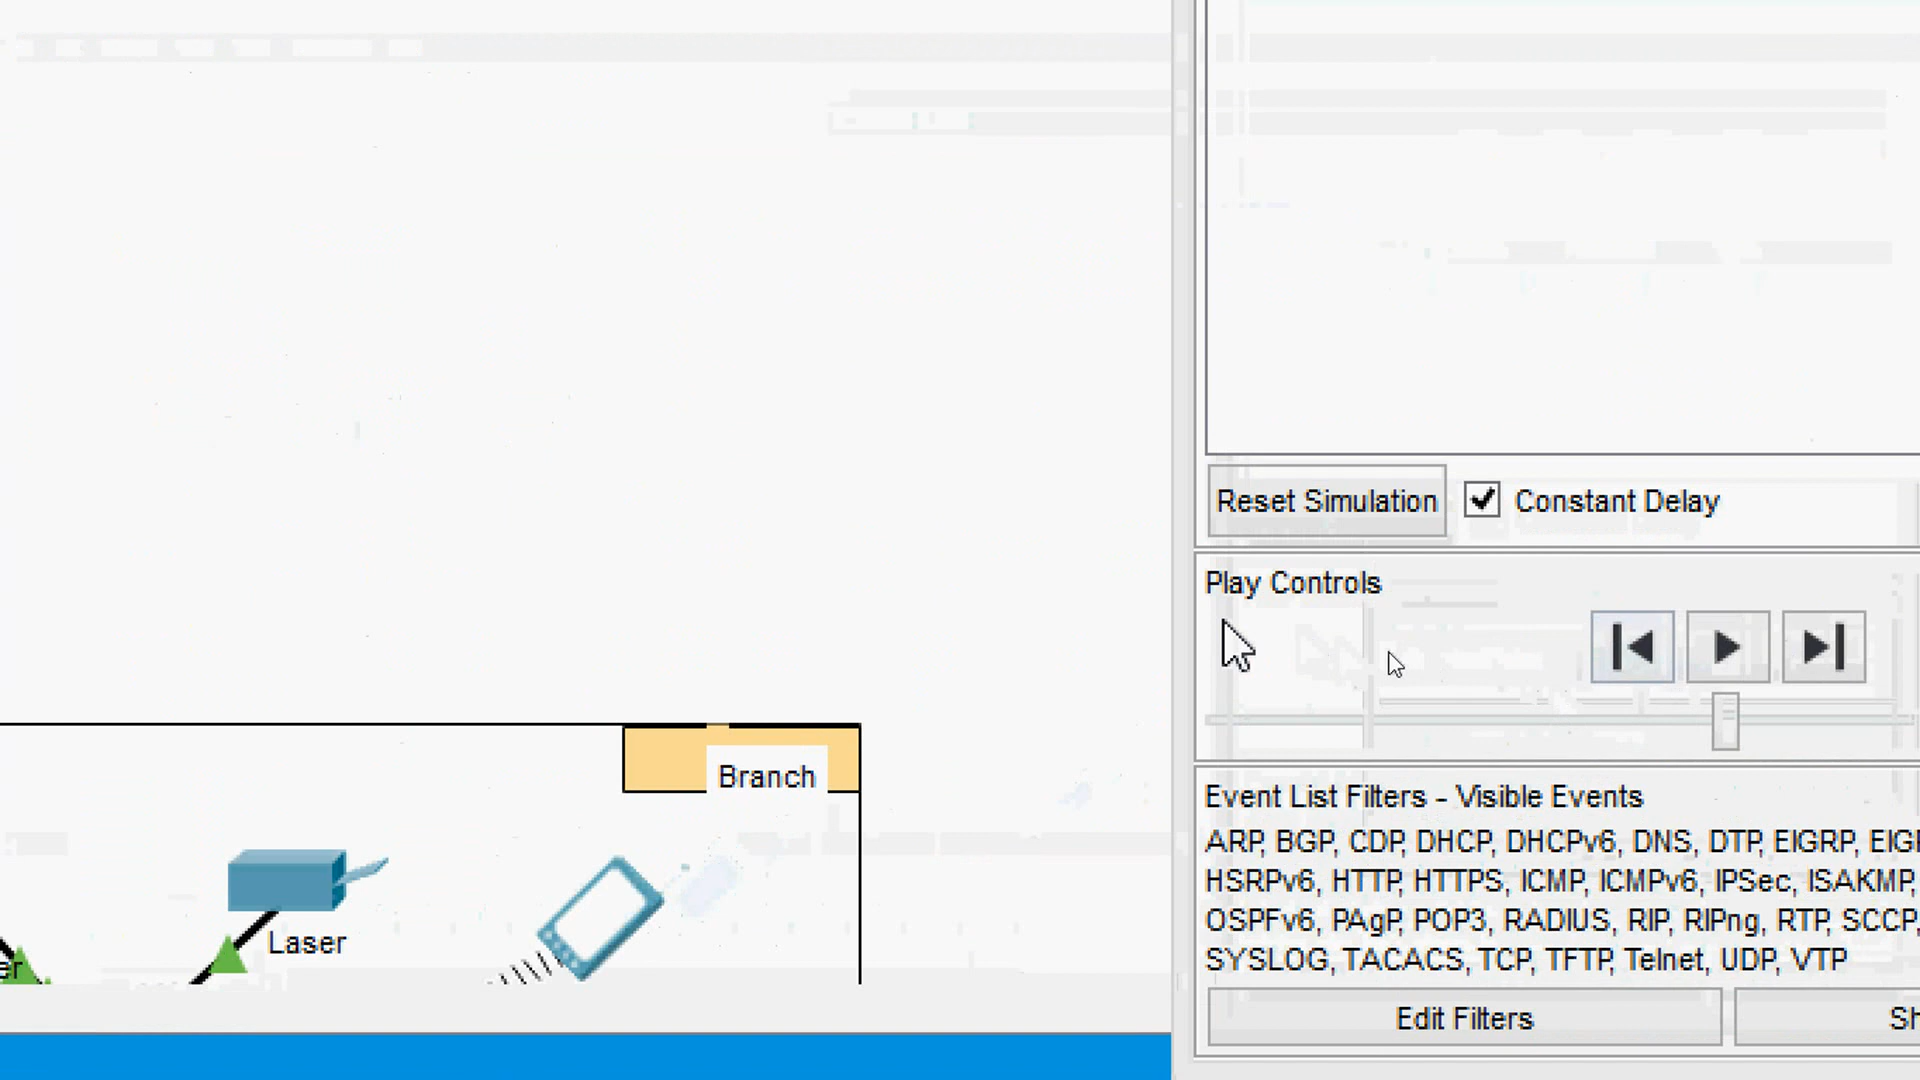 Reset Simulation
Constant Delay
Play Controls
Branch
Event List Filters - Visible Events
ARP, BGP, CDP, DHCP, DHCPv6, DNS, DTP, EIGRP,
HSRPv6, HTTP, HTTPS, ICMP, ICMPv6, IPSec, ISAKMP,
OSPFv6, PAgP, POP3, RADIUS, RIP, RIPng, RTP, SCCP,
SYSLOG, TACACS, TCP, TFTP, Telnet, UDP, VTP
Laser
Edit Filters